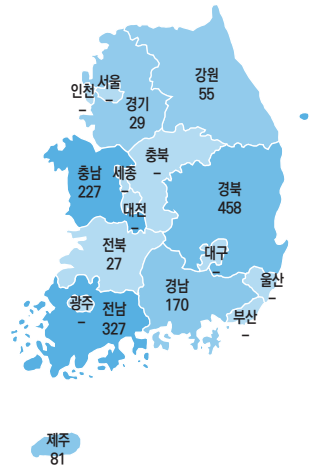 강원
55
서울
–
인천
–
경기
29
충북
–
충남
227
세종
–
대전
–
경북
458
전북
27
대구
–
경남
170
울산
–
부산
–
광주
–
전남
327
제주
81